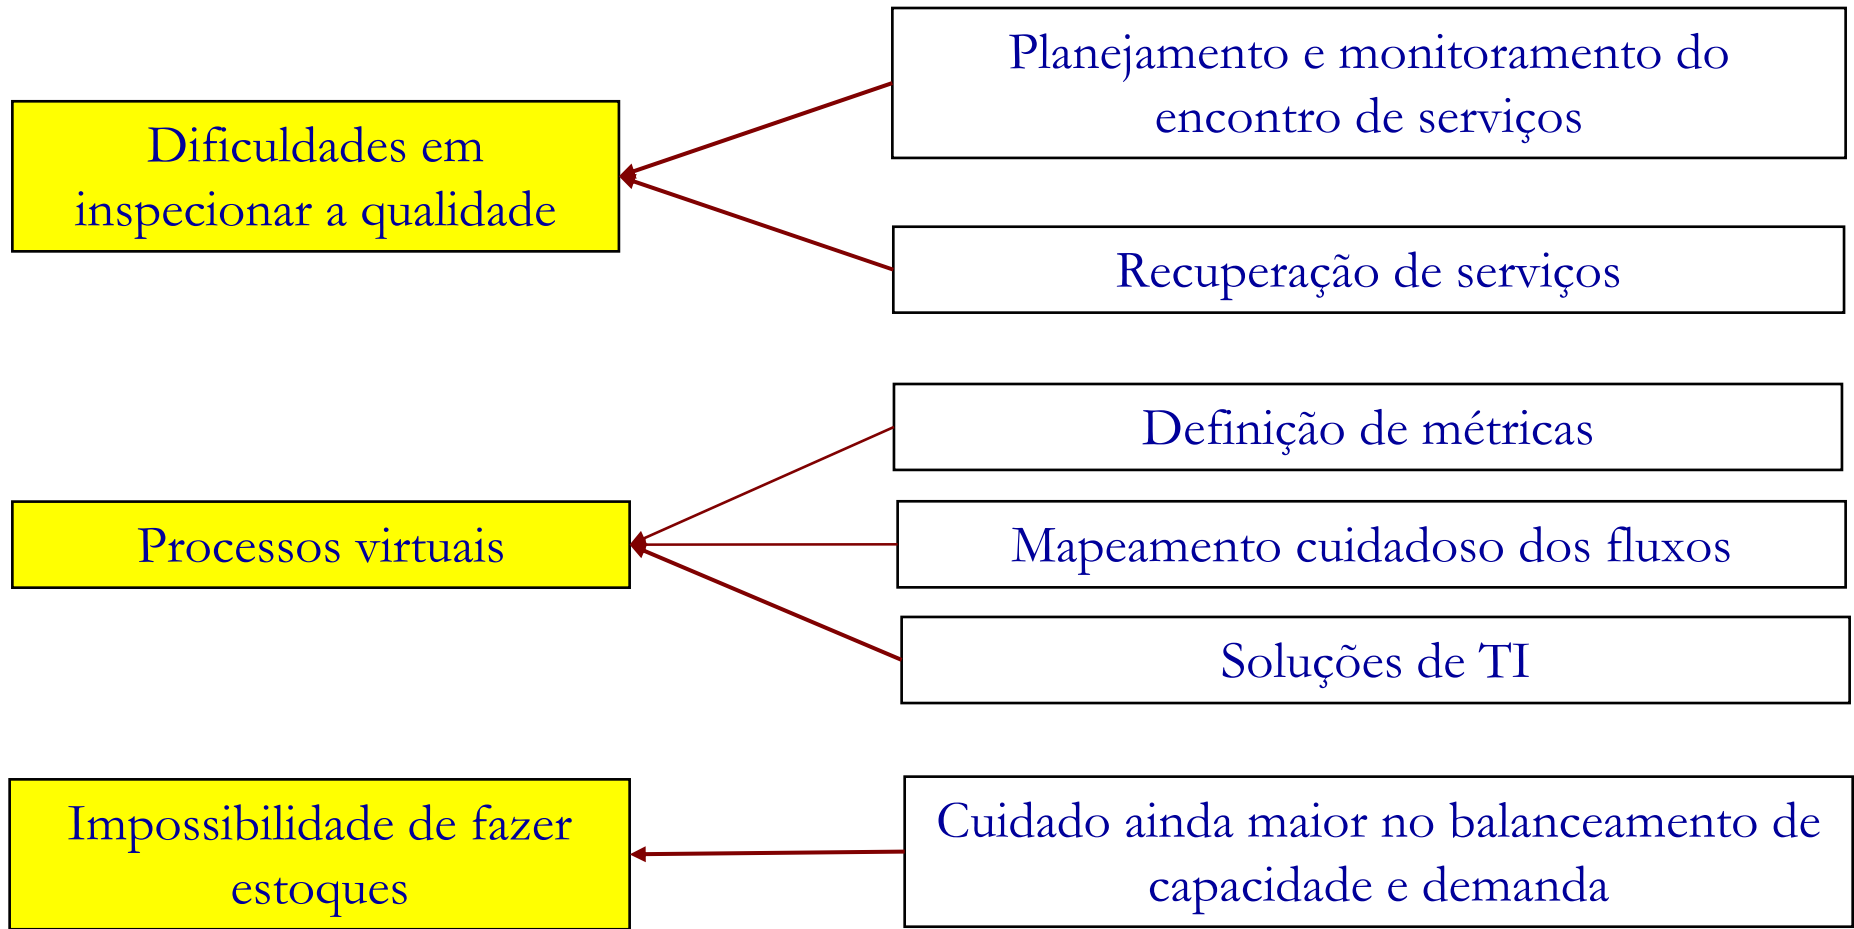 Dificuldades em
inspecionar a qualidade
Planejamento e monitoramento do
encontro de serviços
Recuperação de serviços
Processos virtuais
Definição de métricas
Mapeamento cuidadoso dos fluxos
Soluções de TI
Impossibilidade de fazer
estoques
Cuidado ainda maior no balanceamento de
capacidade e demanda